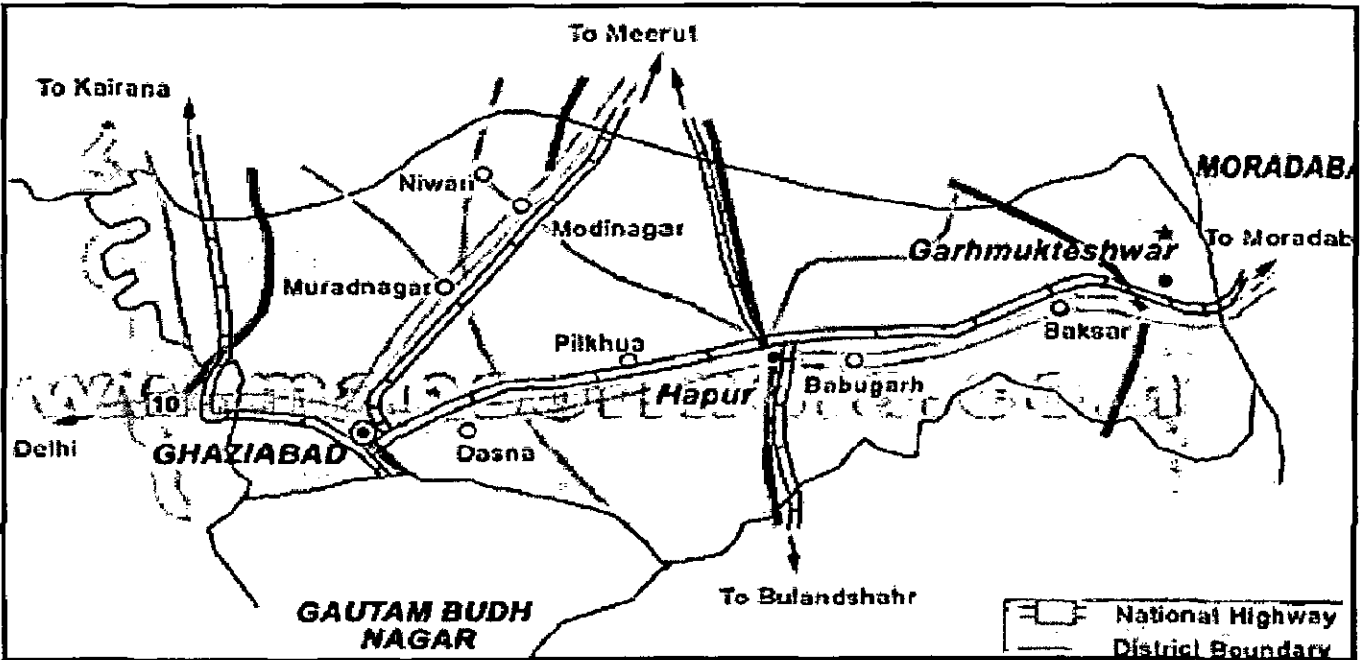 To Meerut
To Kairana
MORADABA
Niwari
Modinagar
Garhmukteshwar
To Moradab
Muradnagar
Baksar
Pilkhua
Hapur
Babugarh
10
Delhi
GHAZIABAD
Dasna
To Bulandshahr
GAUTAM BUDH
NAGAR
National Highway
District Boundary